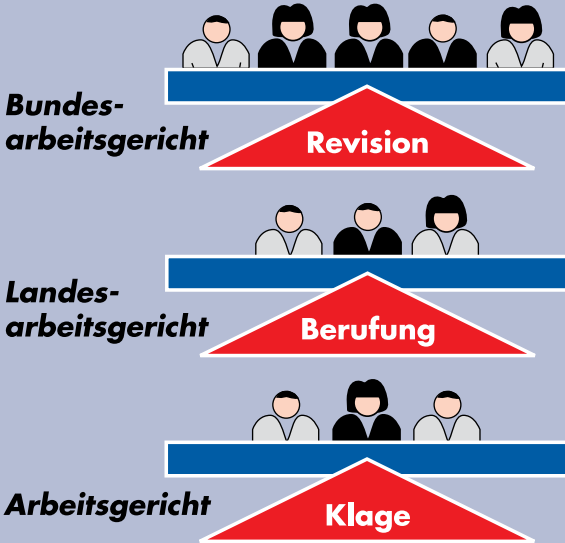 Bundes-
arbeitsgericht
Revision
Landes-
arbeitsgericht
Berufung
Arbeitsgericht
Klage